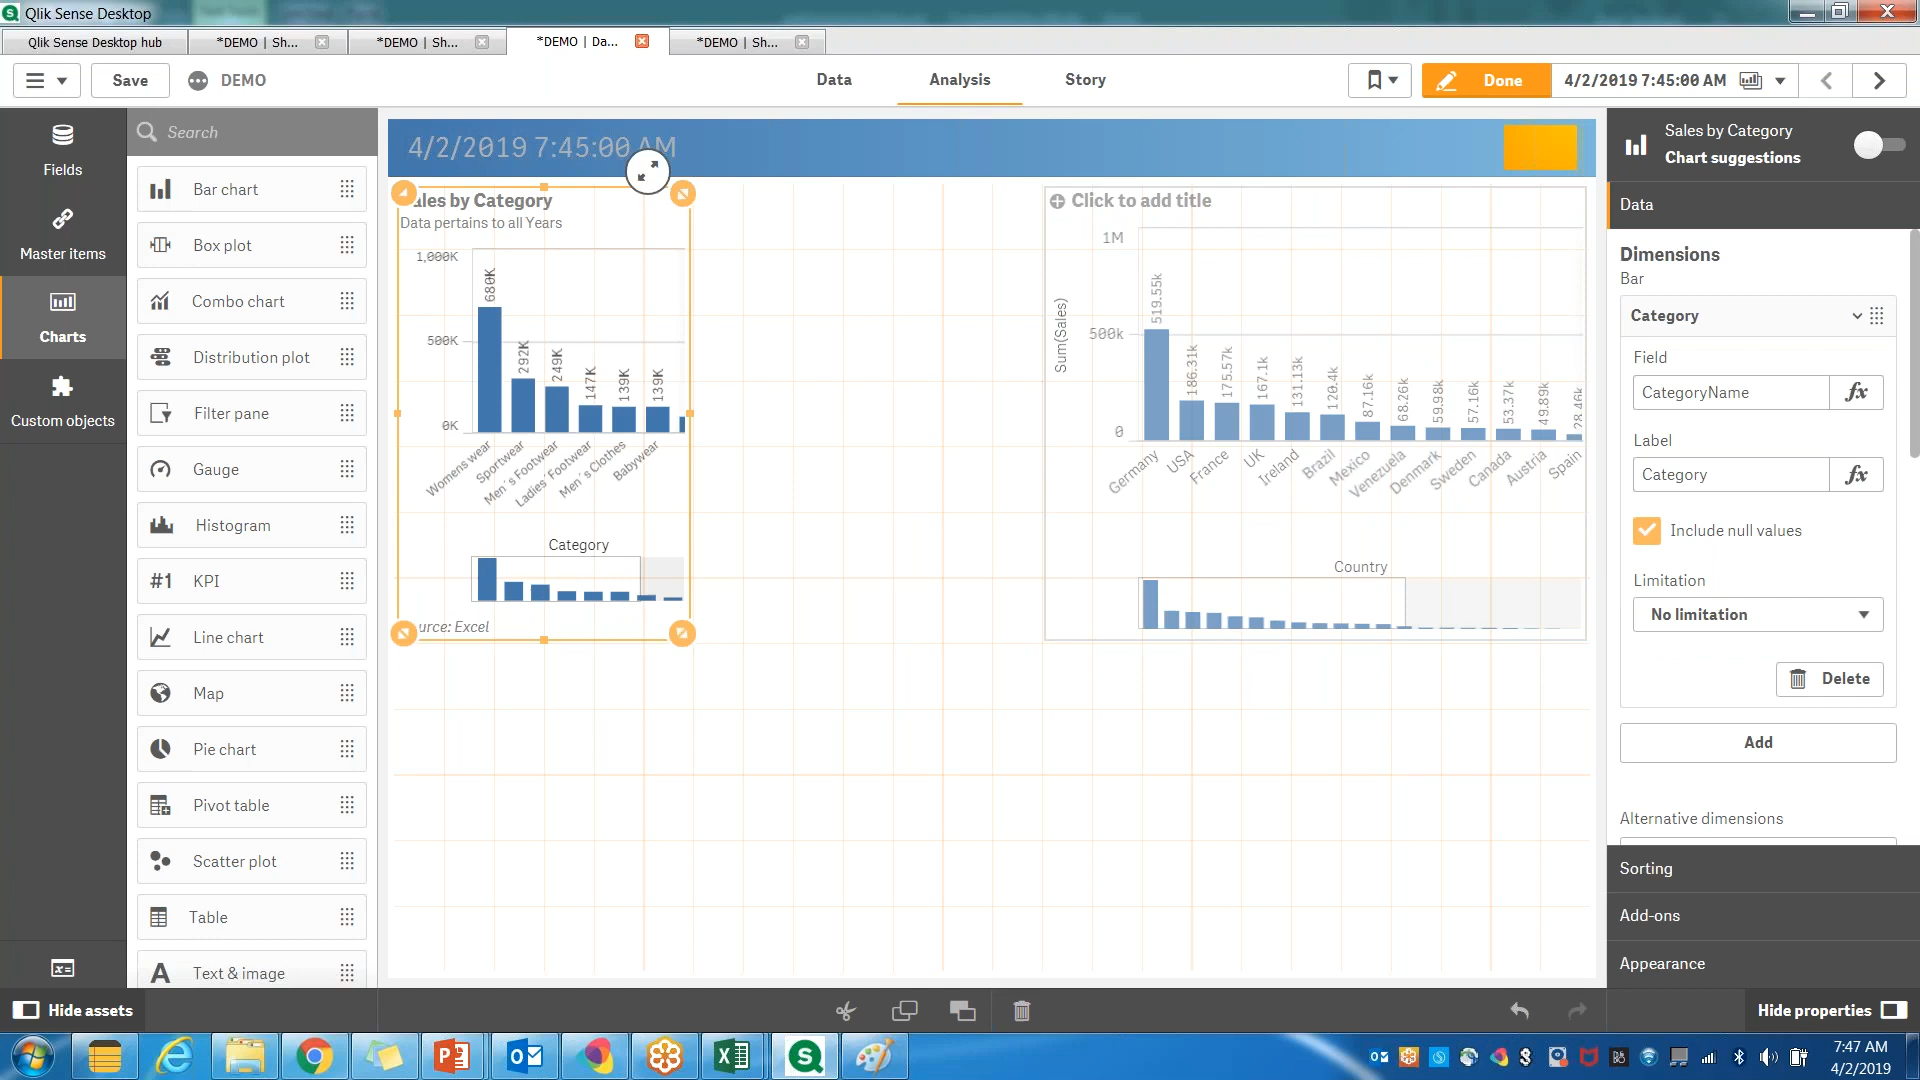 Qlik Sense Desktop
Qlik Sense Desktop hub
*DEMO | Sh...
*DEMO | Sh...
*DEMO | Da...
*DEMO | Sh...
Save
DEMO
Data
Analysis
Story
Done
4/2/2019 7:45:00 AM
Fields
Master items
Charts
Custom objects
Search
Bar chart
Box plot
Combo chart
Distribution plot
Filter pane
Gauge
Histogram
#1 KPI
Line chart
Map
Pie chart
Pivot table
Scatter plot
Table
A Text & image
4/2/2019 7:45:00 AM
ales by Category
Data pertains to all Years
1,000K
500K
0K
680K
292K
249K
147K
139K
139K
Womens wear
Sportwear
Men´s Footwear
Ladies´Footwear
Men´s Clothes
Babywear
Category
urce: Excel
Click to add title
Sum(Sales)
1M
500k
0
519.55k
186.31k
175.57k
167.1k
131.13k
120.4k
87.16k
68.26k
59.98k
57.16k
53.37k
49.89k
28.46k
Germany
USA
France
UK
Ireland
Brazil
Mexico
Venezuela
Denmark
Sweden
Canada
Austria
Spain
Country
Sales by Category
Chart suggestions
Data
Dimensions
Bar
Category
Field
CategoryName
fx
Label
Category
fx
Include null values
Limitation
No limitation
Delete
Add
Alternative dimensions
Sorting
Add-ons
Appearance
Hide assets
Hide properties
7:47 AM
4/2/2019